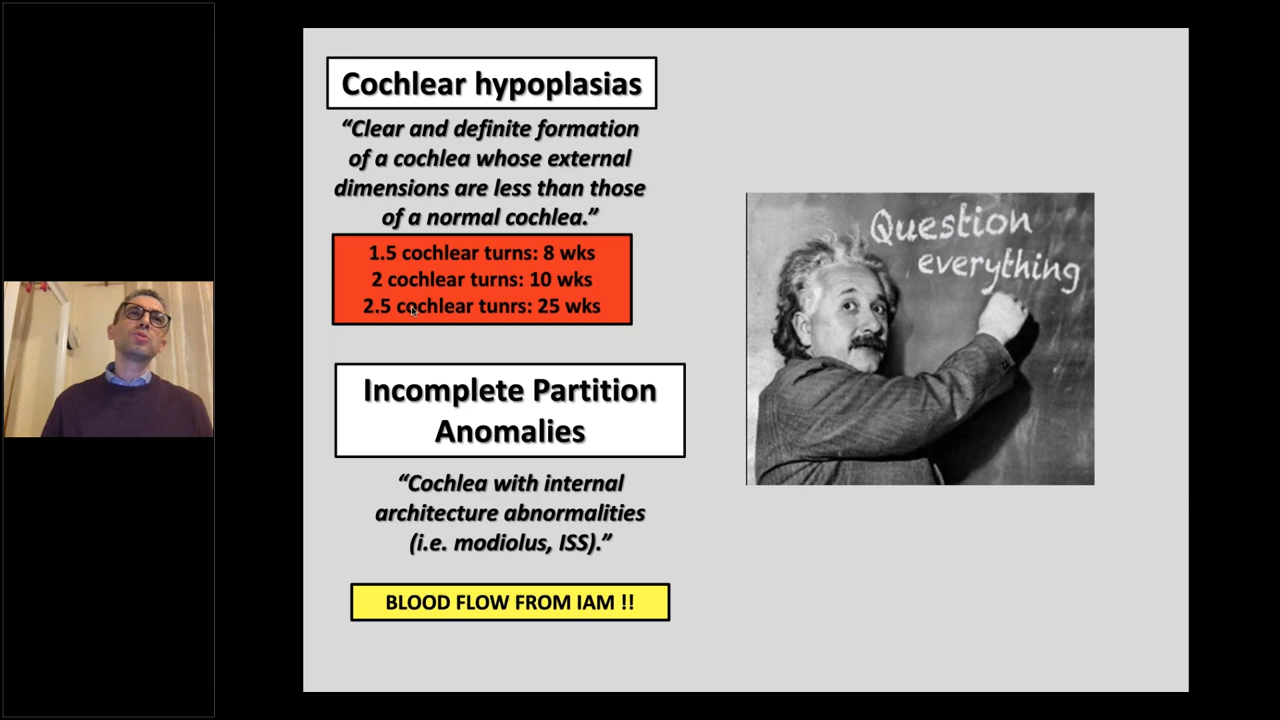 Cochlear hypoplasias
“Clear and definite formation
of a cochlea whose external
dimensions are less than those
of a normal cochlea.”
1.5 cochlear turns: 8 wks
2 cochlear turns: 10 wks
2.5 cochlear tunrs: 25 wks
Incomplete Partition
Anomalies
“Cochlea with internal
architecture abnormalities
(i.e. modiolus, ISS).”
BLOOD FLOW FROM IAM !!
Question
everything